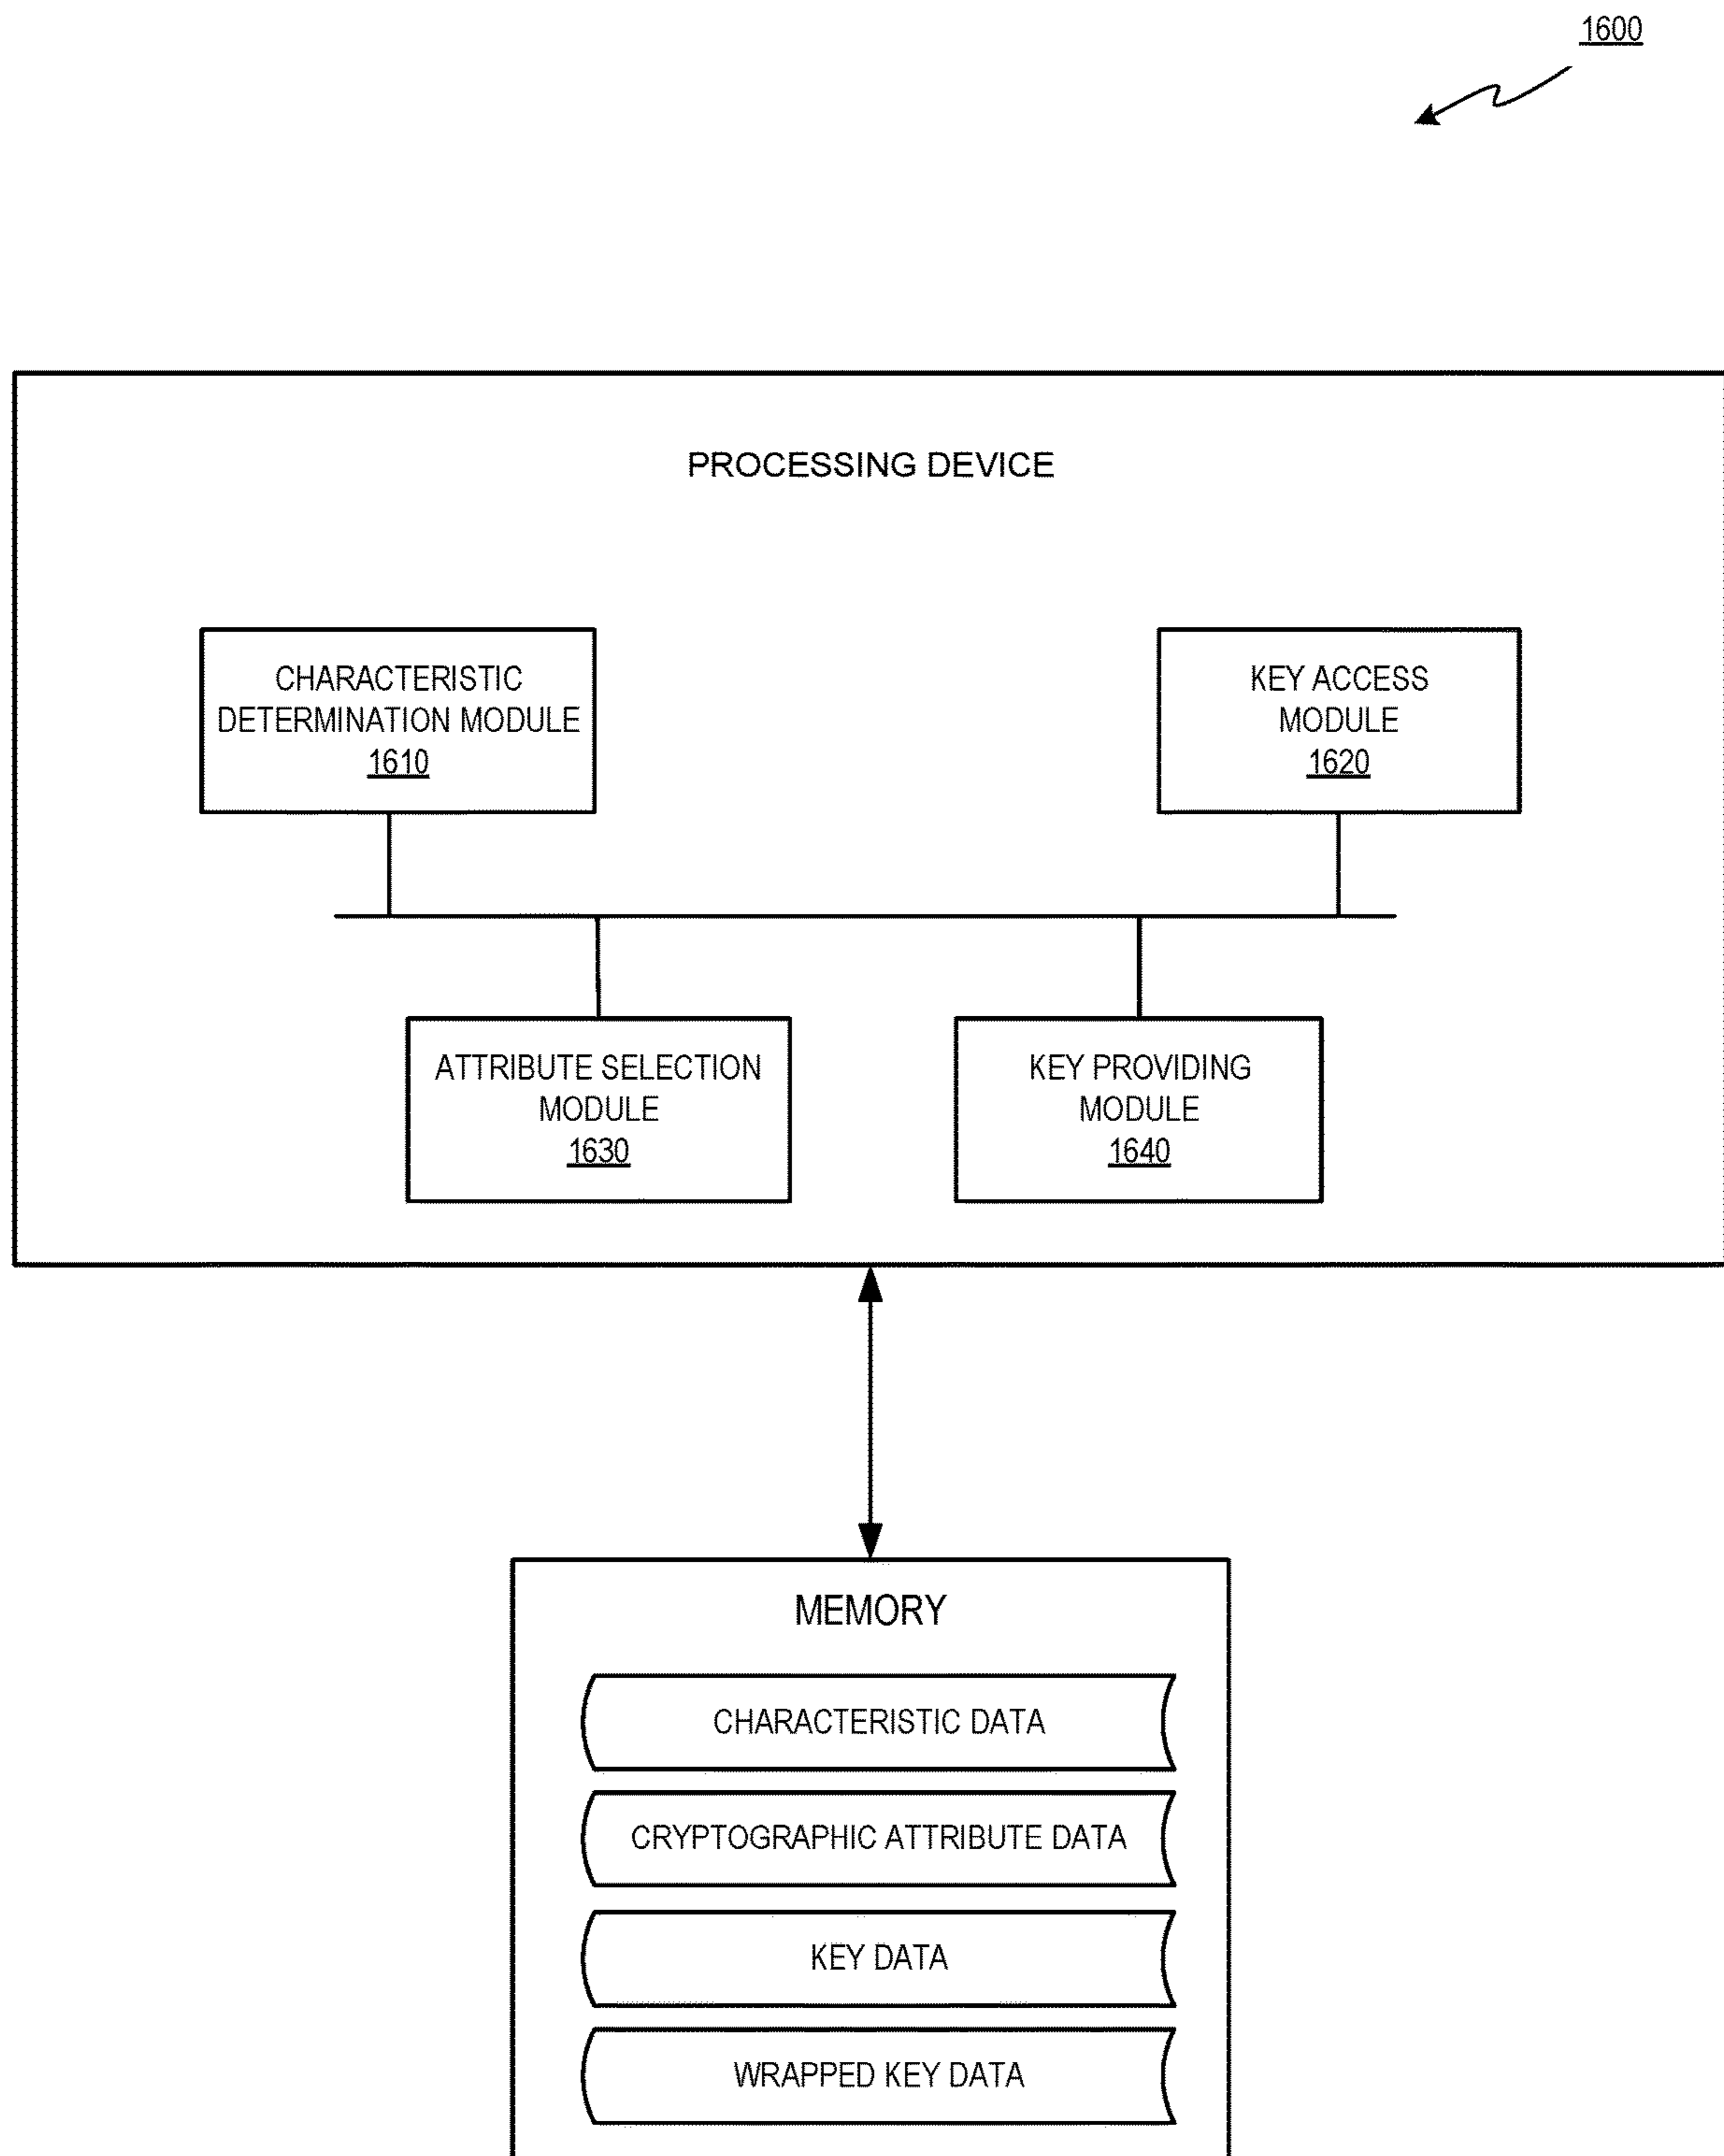 1600
PROCESSING DEVICE
CHARACTERISTIC
DETERMINATION MODULE
1610
KEY ACCESS
MODULE
1620
ATTRIBUTE SELECTION
MODULE
1630
KEY PROVIDING
MODULE
1640
MEMORY
CHARACTERISTIC DATA
CRYPTOGRAPHIC ATTRIBUTE DATA
KEY DATA
WRAPPED KEY DATA